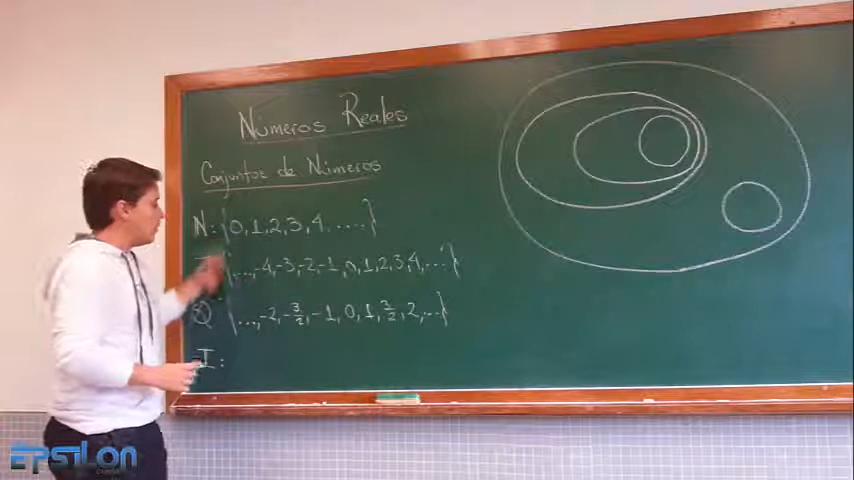 Números Reales
Conjuntos de Números
N: {0, 1, 2, 3, 4, .....}
{..., -4, -3, -2, -1, 0, 1, 2, 3, 4, ...}
Q {..., -2, -3/2, -1, 0, 1, 3/2, 2, ...}
I:
EPSILON